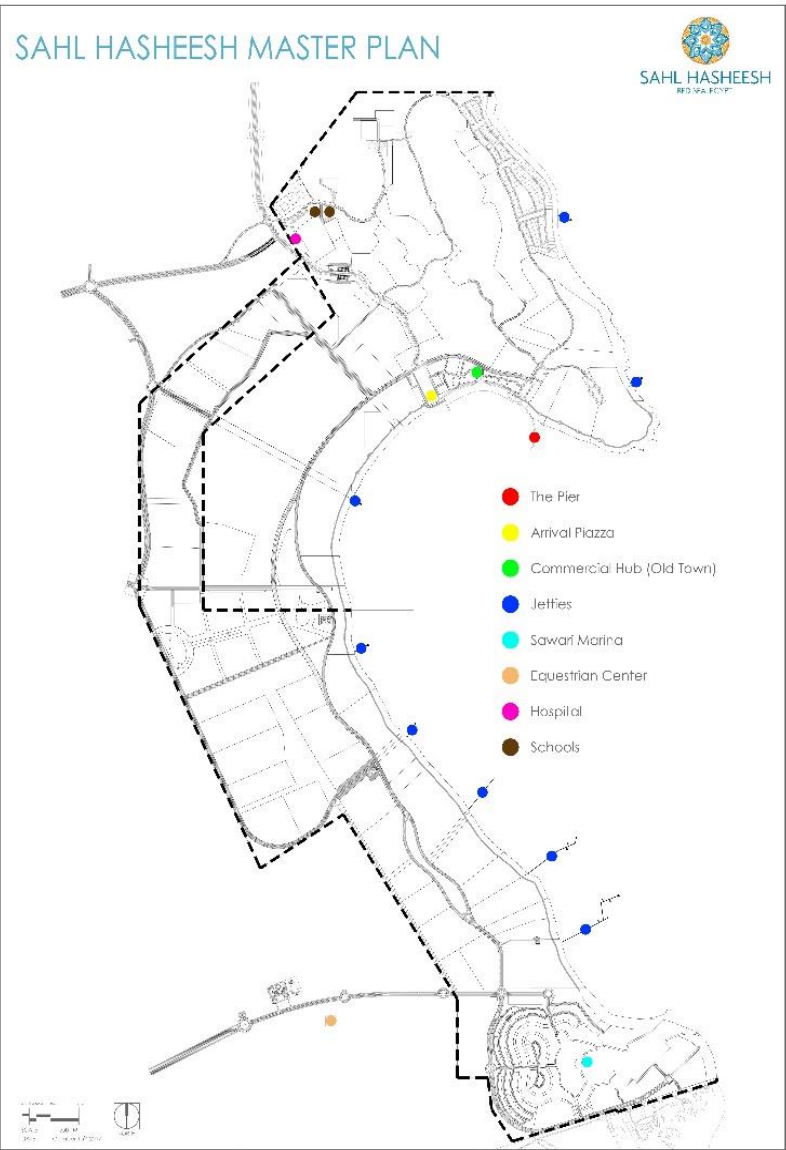 SAHL HASHEESH MASTER PLAN
SAHL HASHEESH
RED SEA, EGYPT
The Pier
Arrival Piazza
Commercial Hub (Old Town)
Jetties
Sawari Marina
Equestrian Center
Hospital
Schools